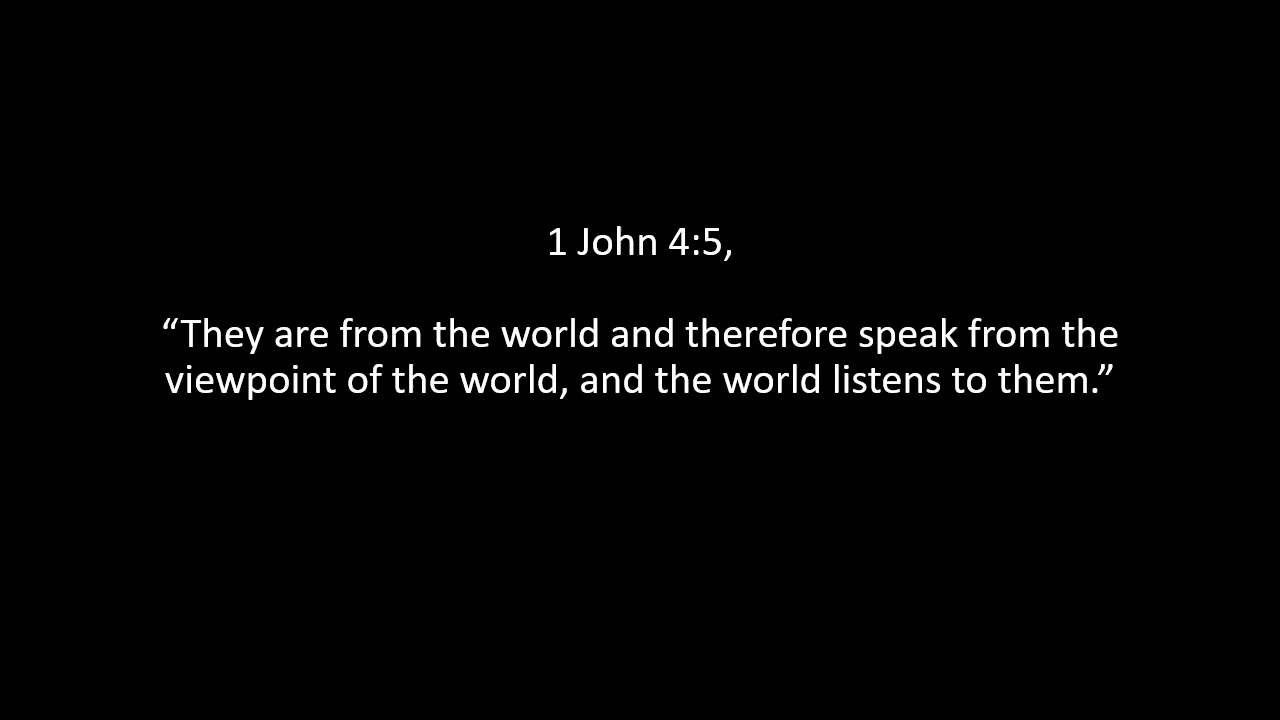 1 John 4:5,
“They are from the world and therefore speak from the
viewpoint of the world, and the world listens to them.”